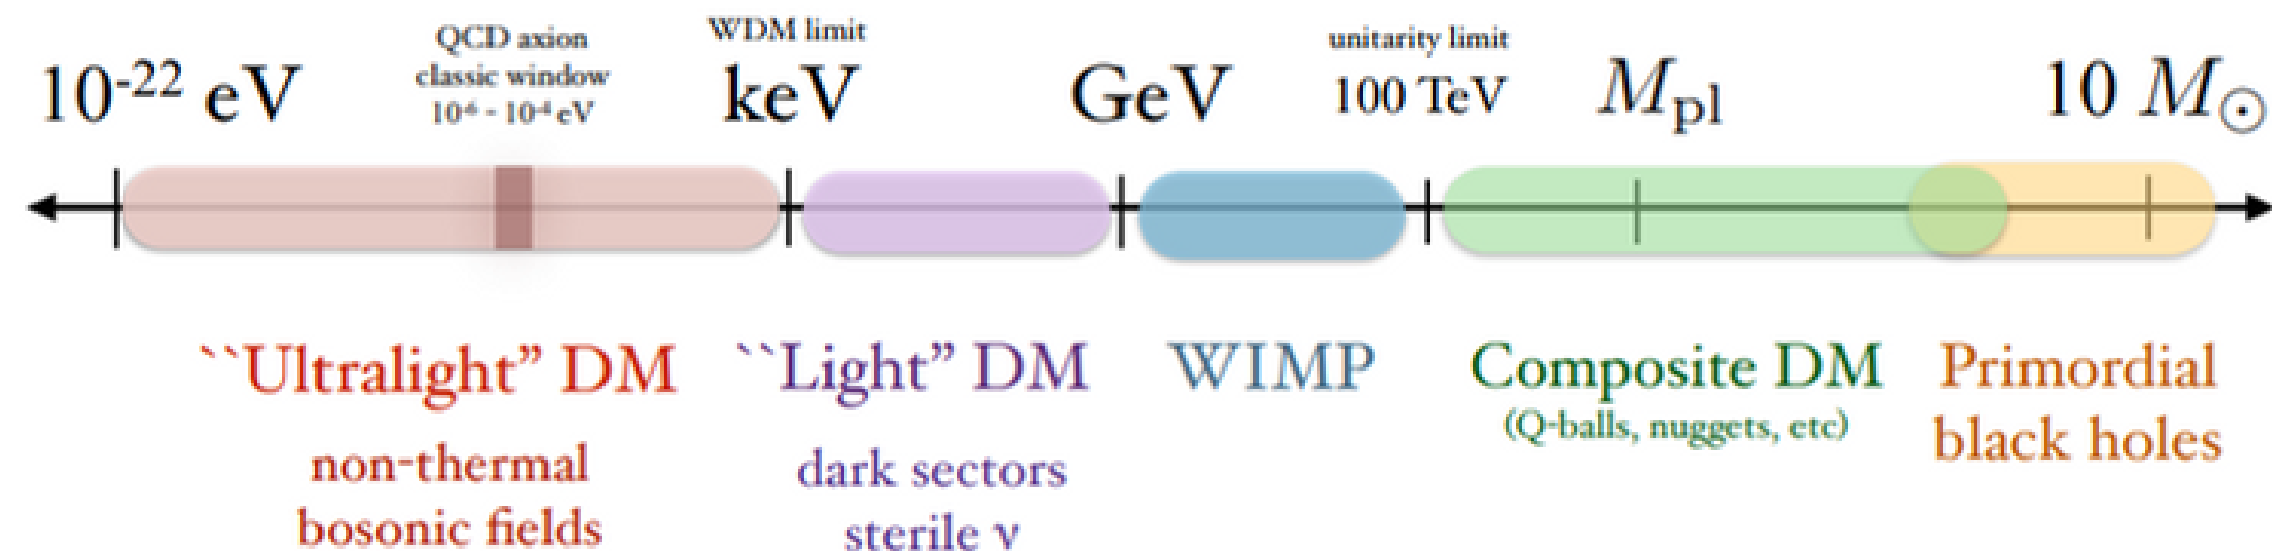 10-22 eV
QCD axion
classic window
10-6 - 10-4 eV
WDM limit
keV
GeV
unitarity limit
100 TeV
Mpl
10 M☉
``Ultralight” DM
non-thermal
bosonic fields
``Light” DM
dark sectors
sterile ν
WIMP
Composite DM
(Q-balls, nuggets, etc)
Primordial
black holes